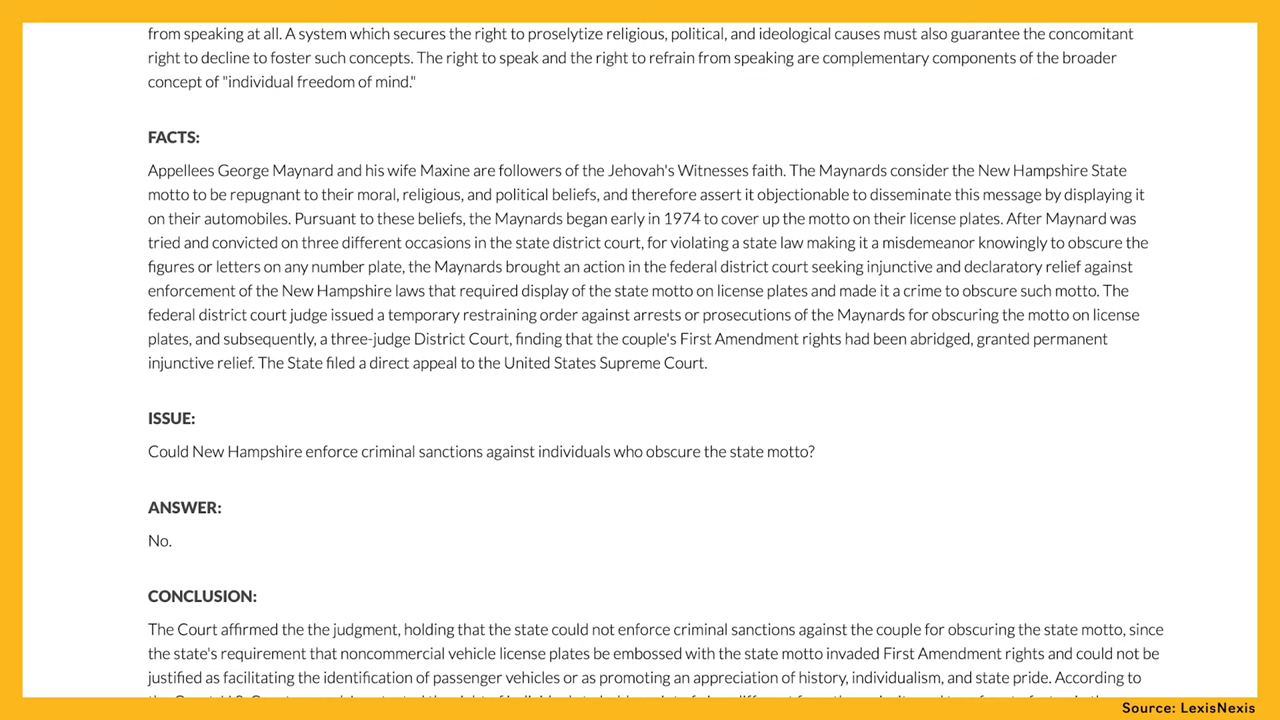 from speaking at all. A system which secures the right to proselytize religious, political, and ideological causes must also guarantee the concomitant
right to decline to foster such concepts. The right to speak and the right to refrain from speaking are complementary components of the broader
concept of "individual freedom of mind."
FACTS:
Appellees George Maynard and his wife Maxine are followers of the Jehovah's Witnesses faith. The Maynards consider the New Hampshire State
motto to be repugnant to their moral, religious, and political beliefs, and therefore assert it objectionable to disseminate this message by displaying it
on their automobiles. Pursuant to these beliefs, the Maynards began early in 1974 to cover up the motto on their license plates. After Maynard was
tried and convicted on three different occasions in the state district court, for violating a state law making it a misdemeanor knowingly to obscure the
figures or letters on any number plate, the Maynards brought an action in the federal district court seeking injunctive and declaratory relief against
enforcement of the New Hampshire laws that required display of the state motto on license plates and made it a crime to obscure such motto. The
federal district court judge issued a temporary restraining order against arrests or prosecutions of the Maynards for obscuring the motto on license
plates, and subsequently, a three-judge District Court, finding that the couple's First Amendment rights had been abridged, granted permanent
injunctive relief. The State filed a direct appeal to the United States Supreme Court.
ISSUE:
Could New Hampshire enforce criminal sanctions against individuals who obscure the state motto?
ANSWER:
No.
CONCLUSION:
The Court affirmed the the judgment, holding that the state could not enforce criminal sanctions against the couple for obscuring the state motto, since
the state's requirement that noncommercial vehicle license plates be embossed with the state motto invaded First Amendment rights and could not be
justified as facilitating the identification of passenger vehicles or as promoting an appreciation of history, individualism, and state pride. According to
Source: LexisNexis